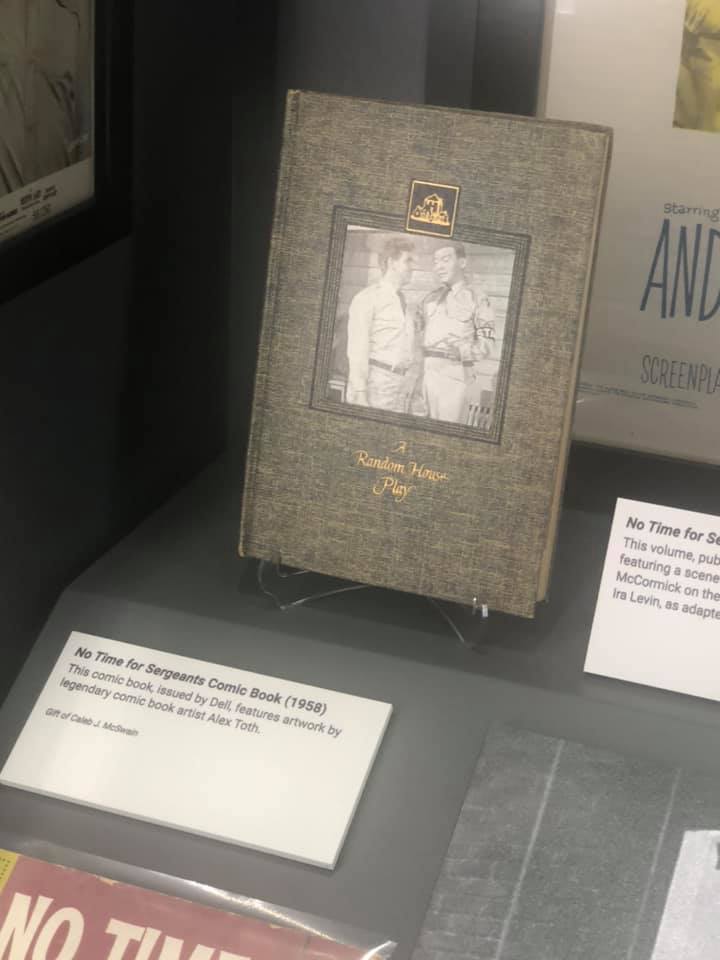 starring
AND
SCREENPLA
A
Random House
Play
No Time for Se
This volume, pub
featuring a scene
McCormick on the
Ira Levin, as adapte
No Time for Sergeants Comic Book (1958)
This comic book, issued by Dell, features artwork by
legendary comic book artist Alex Toth.
Gift of Caleb J. McSwain
NO TIME